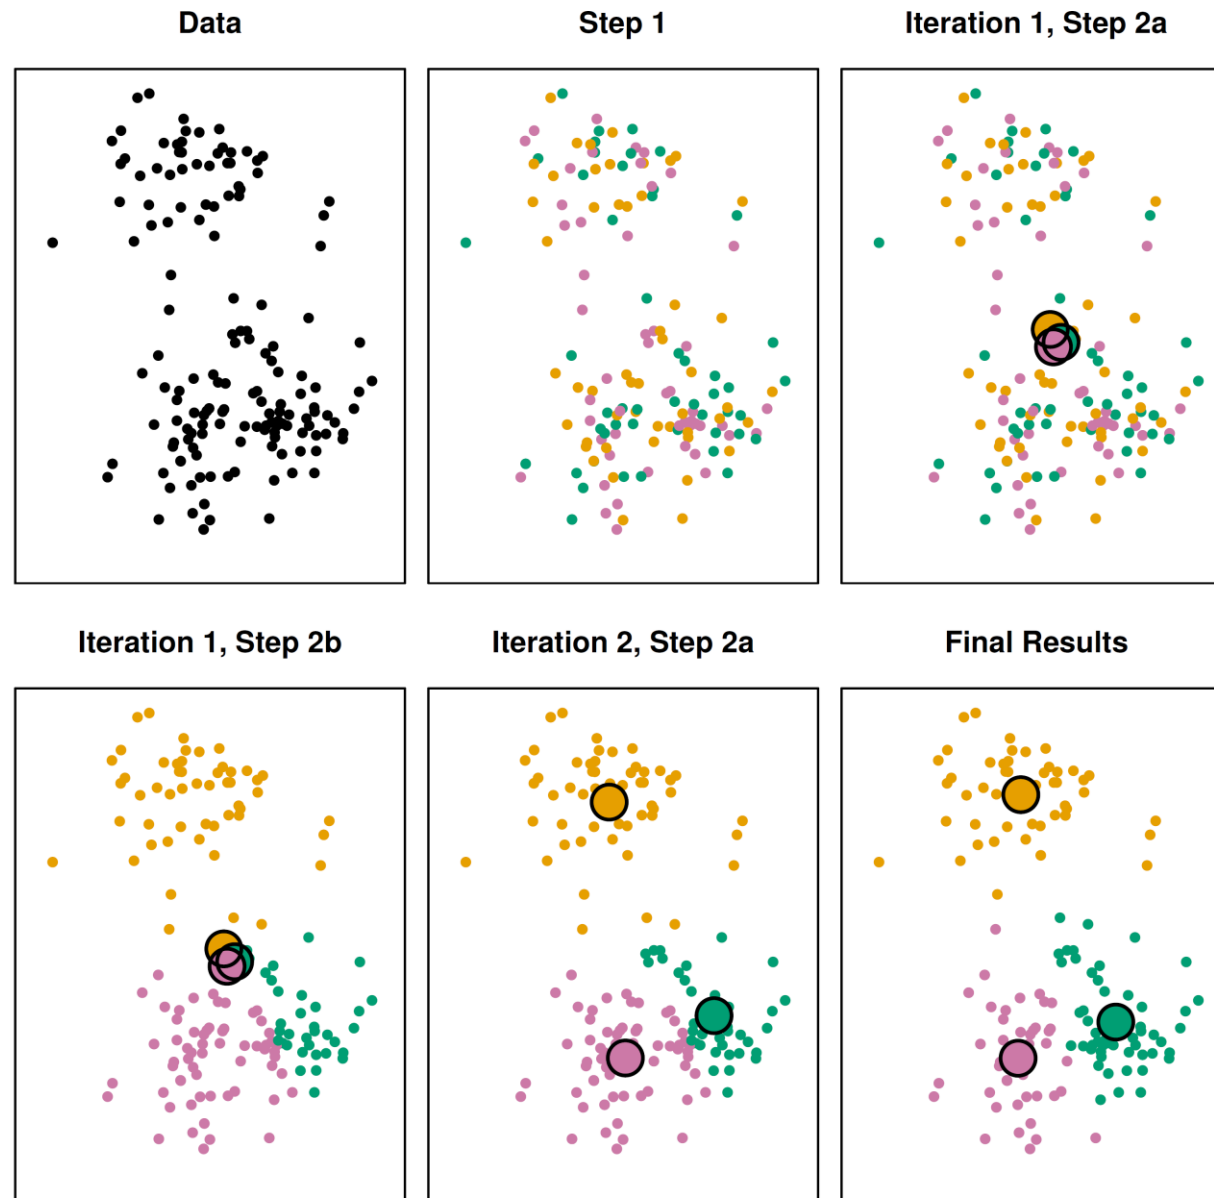 Data
Step 1
Iteration 1, Step 2a
Iteration 1, Step 2b
Iteration 2, Step 2a
Final Results